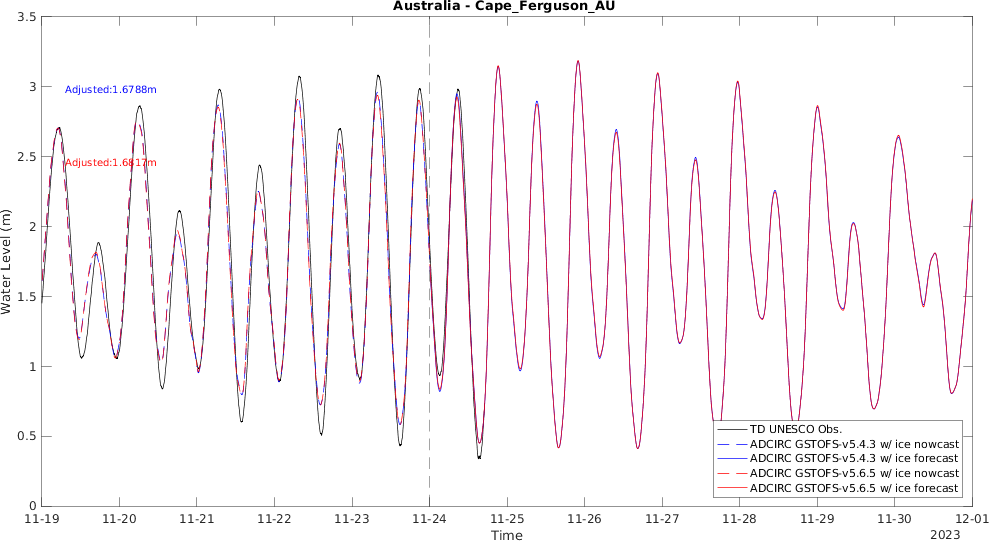 Australia - Cape_Ferguson_AU
Water Level (m)
3.5
3
2.5
2
1.5
1
0.5
0
Adjusted:1.6788m
Adjusted:1.6817m
TD UNESCO Obs.
ADCIRC GSTOFS-v5.4.3 w/ ice nowcast
ADCIRC GSTOFS-v5.4.3 w/ ice forecast
ADCIRC GSTOFS-v5.6.5 w/ ice nowcast
ADCIRC GSTOFS-v5.6.5 w/ ice forecast
11-19 11-20 11-21 11-22 11-23 11-24 11-25 11-26 11-27 11-28 11-29 11-30 12-01
Time
2023